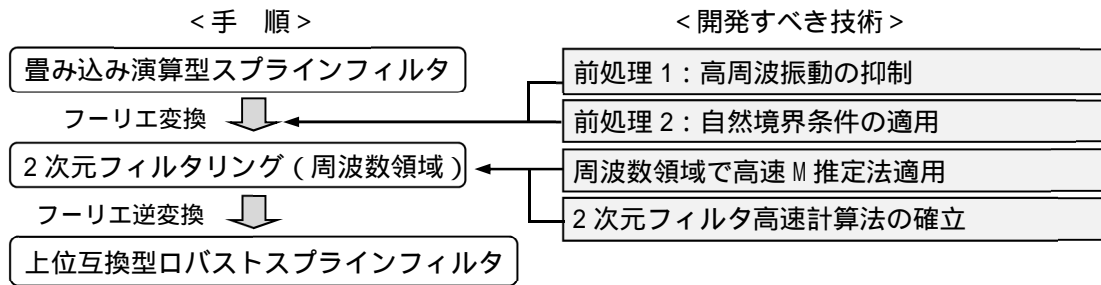 <手 順>
<開発すべき技術>
畳み込み演算型スプラインフィルタ
前処理1:高周波振動の抑制
フーリエ変換
前処理2:自然境界条件の適用
2次元フィルタリング(周波数領域)
周波数領域で高速M推定法適用
フーリエ逆変換
2次元フィルタ高速計算法の確立
上位互換型ロバストスプラインフィルタ